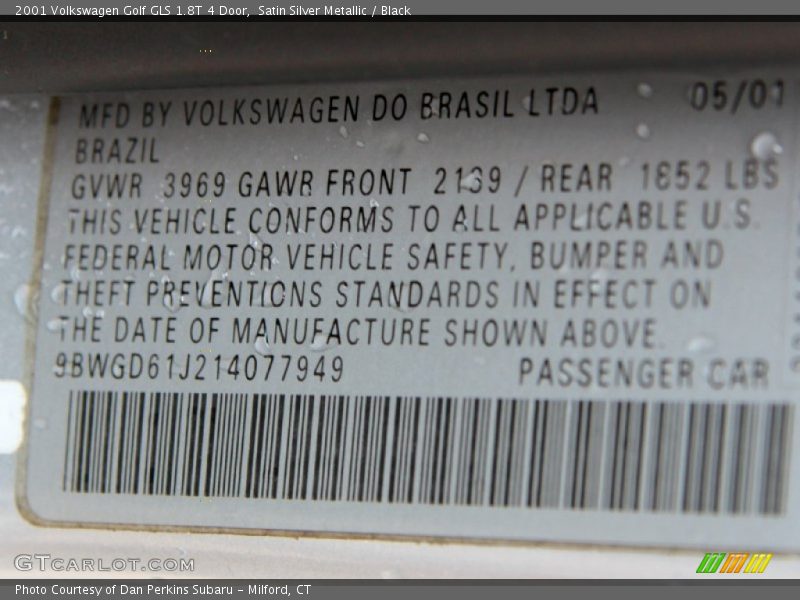 2001 Volkswagen Golf GLS 1.8T 4 Door,  Satin Silver Metallic / Black
MFD BY VOLKSWAGEN DO BRASIL LTDA 05/01
BRAZIL
GVWR 3969 GAWR FRONT 2139 / REAR 1852 LBS
THIS VEHICLE CONFORMS TO ALL APPLICABLE U.S.
FEDERAL MOTOR VEHICLE SAFETY, BUMPER AND
THEFT PREVENTIONS STANDARDS IN EFFECT ON
THE DATE OF MANUFACTURE SHOWN ABOVE.
9BWGD61J214077949 PASSENGER CAR
GTCARLOT.COM
Photo Courtesy of Dan Perkins Subaru - Milford, CT